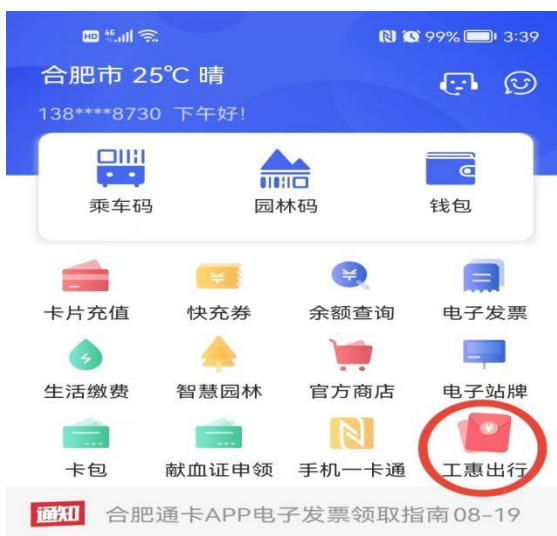 HD 46 99% 3:39
合肥市 25℃ 晴
138****8730 下午好!
乘车码 园林码 钱包
卡片充值 快充券 余额查询 电子发票
生活缴费 智慧园林 官方商店 电子站牌
卡包 献血证申领 手机一卡通 工惠出行
通知 合肥通卡APP电子发票领取指南08-19